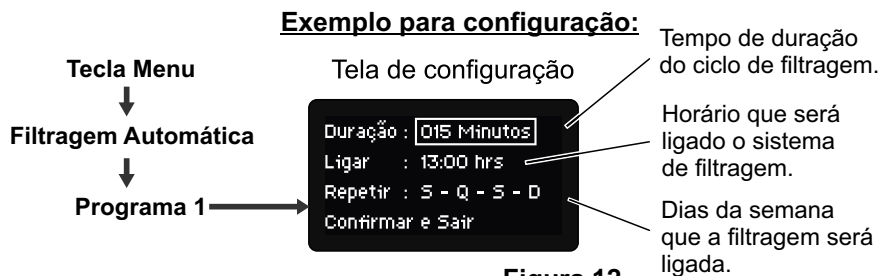 Exemplo para configuração:
Tecla Menu
Filtragem Automática
Programa 1
Tela de configuração
Duração : 015 Minutos
Ligar : 13:00 hrs
Repetir : S - Q - S - D
Confirmar e Sair
Tempo de duração
do ciclo de filtragem.
Horário que será
ligado o sistema
de filtragem.
Dias da semana
que a filtragem será
ligada.